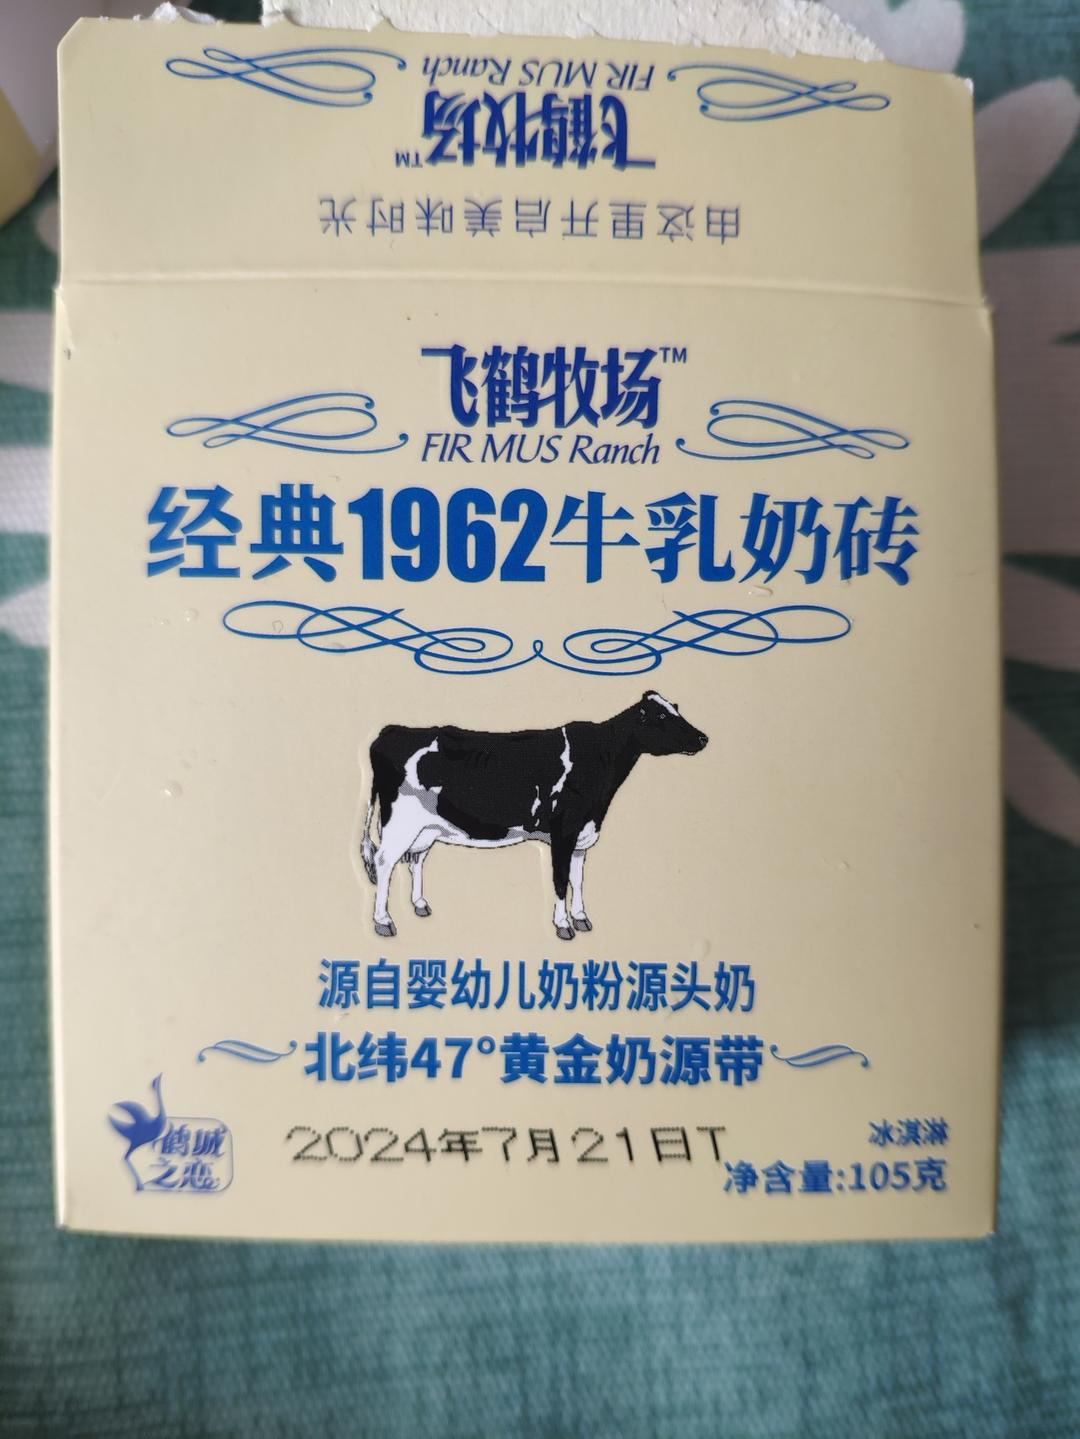 FIR MUS Ranch
飞鹤牧场™
由这里开启美味时光
飞鹤牧场™
FIR MUS Ranch
经典1962牛乳奶砖
源自婴幼儿奶粉源头奶
北纬47°黄金奶源带
鹤城
之恋
2024年7月21日T
冰淇淋
净含量:105克